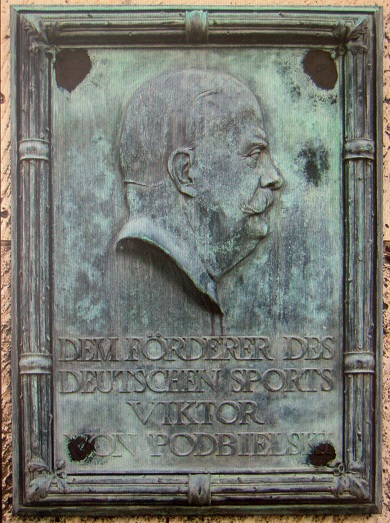 DEM FÖRDERER DES
DEUTSCHEN SPORTS
VIKTOR
VON PODBIELSKI